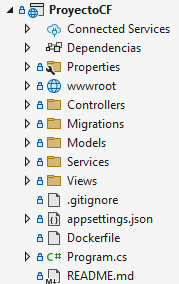 ProyectoCF
Connected Services
Dependencias
Properties
wwwroot
Controllers
Migrations
Models
Services
Views
.gitignore
appsettings.json
Dockerfile
C# Program.cs
README.md